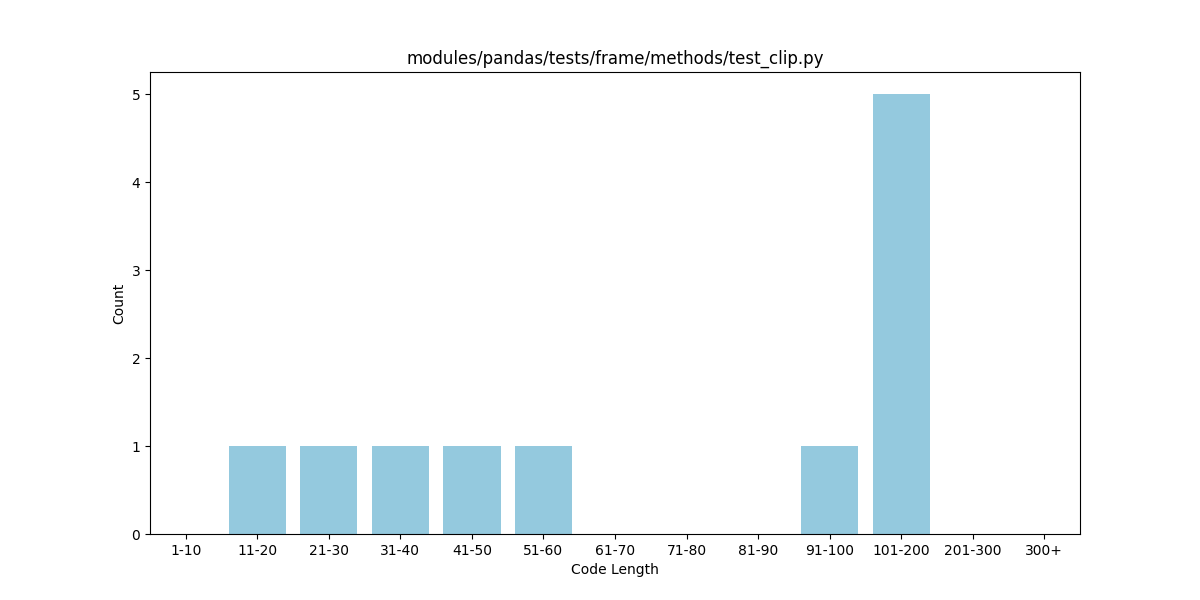 modules/pandas/tests/frame/methods/test_clip.py
5
4
3
2
1
0
Count
1-10 11-20 21-30 31-40 41-50 51-60 61-70 71-80 81-90 91-100 101-200 201-300 300+
Code Length